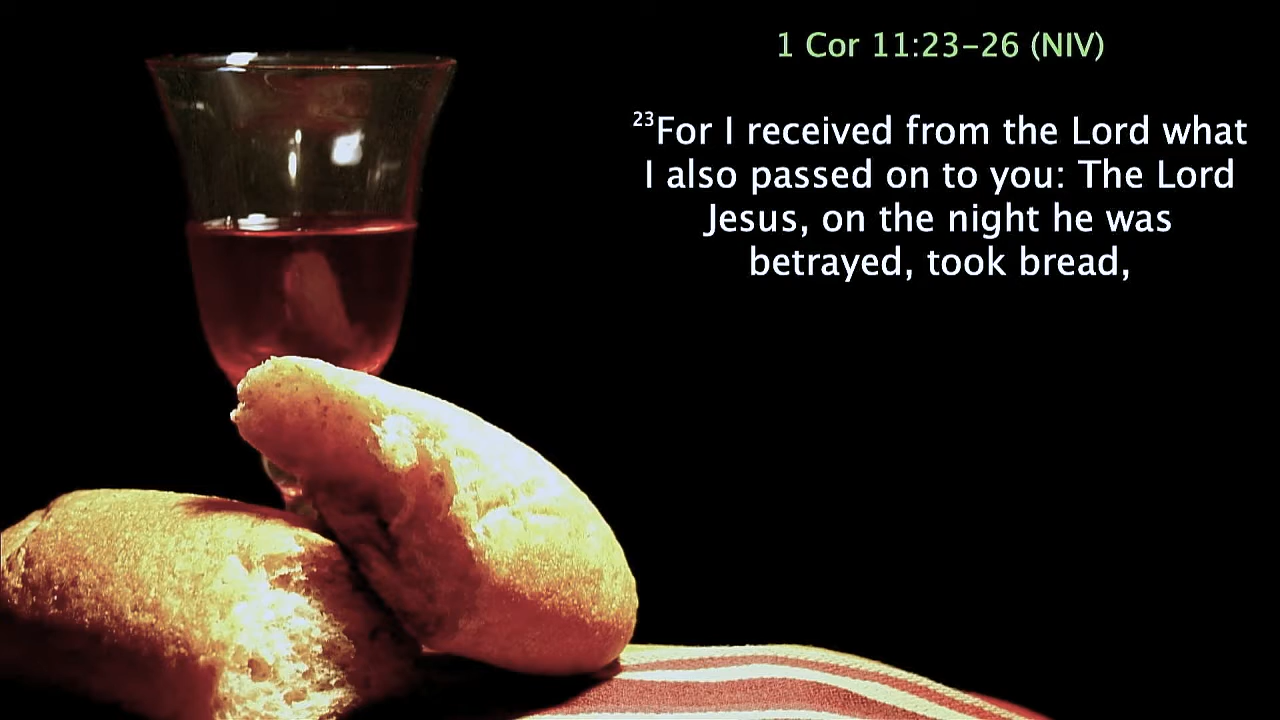 1 Cor 11:23-26 (NIV)
23For I received from the Lord what
I also passed on to you: The Lord
Jesus, on the night he was
betrayed, took bread,